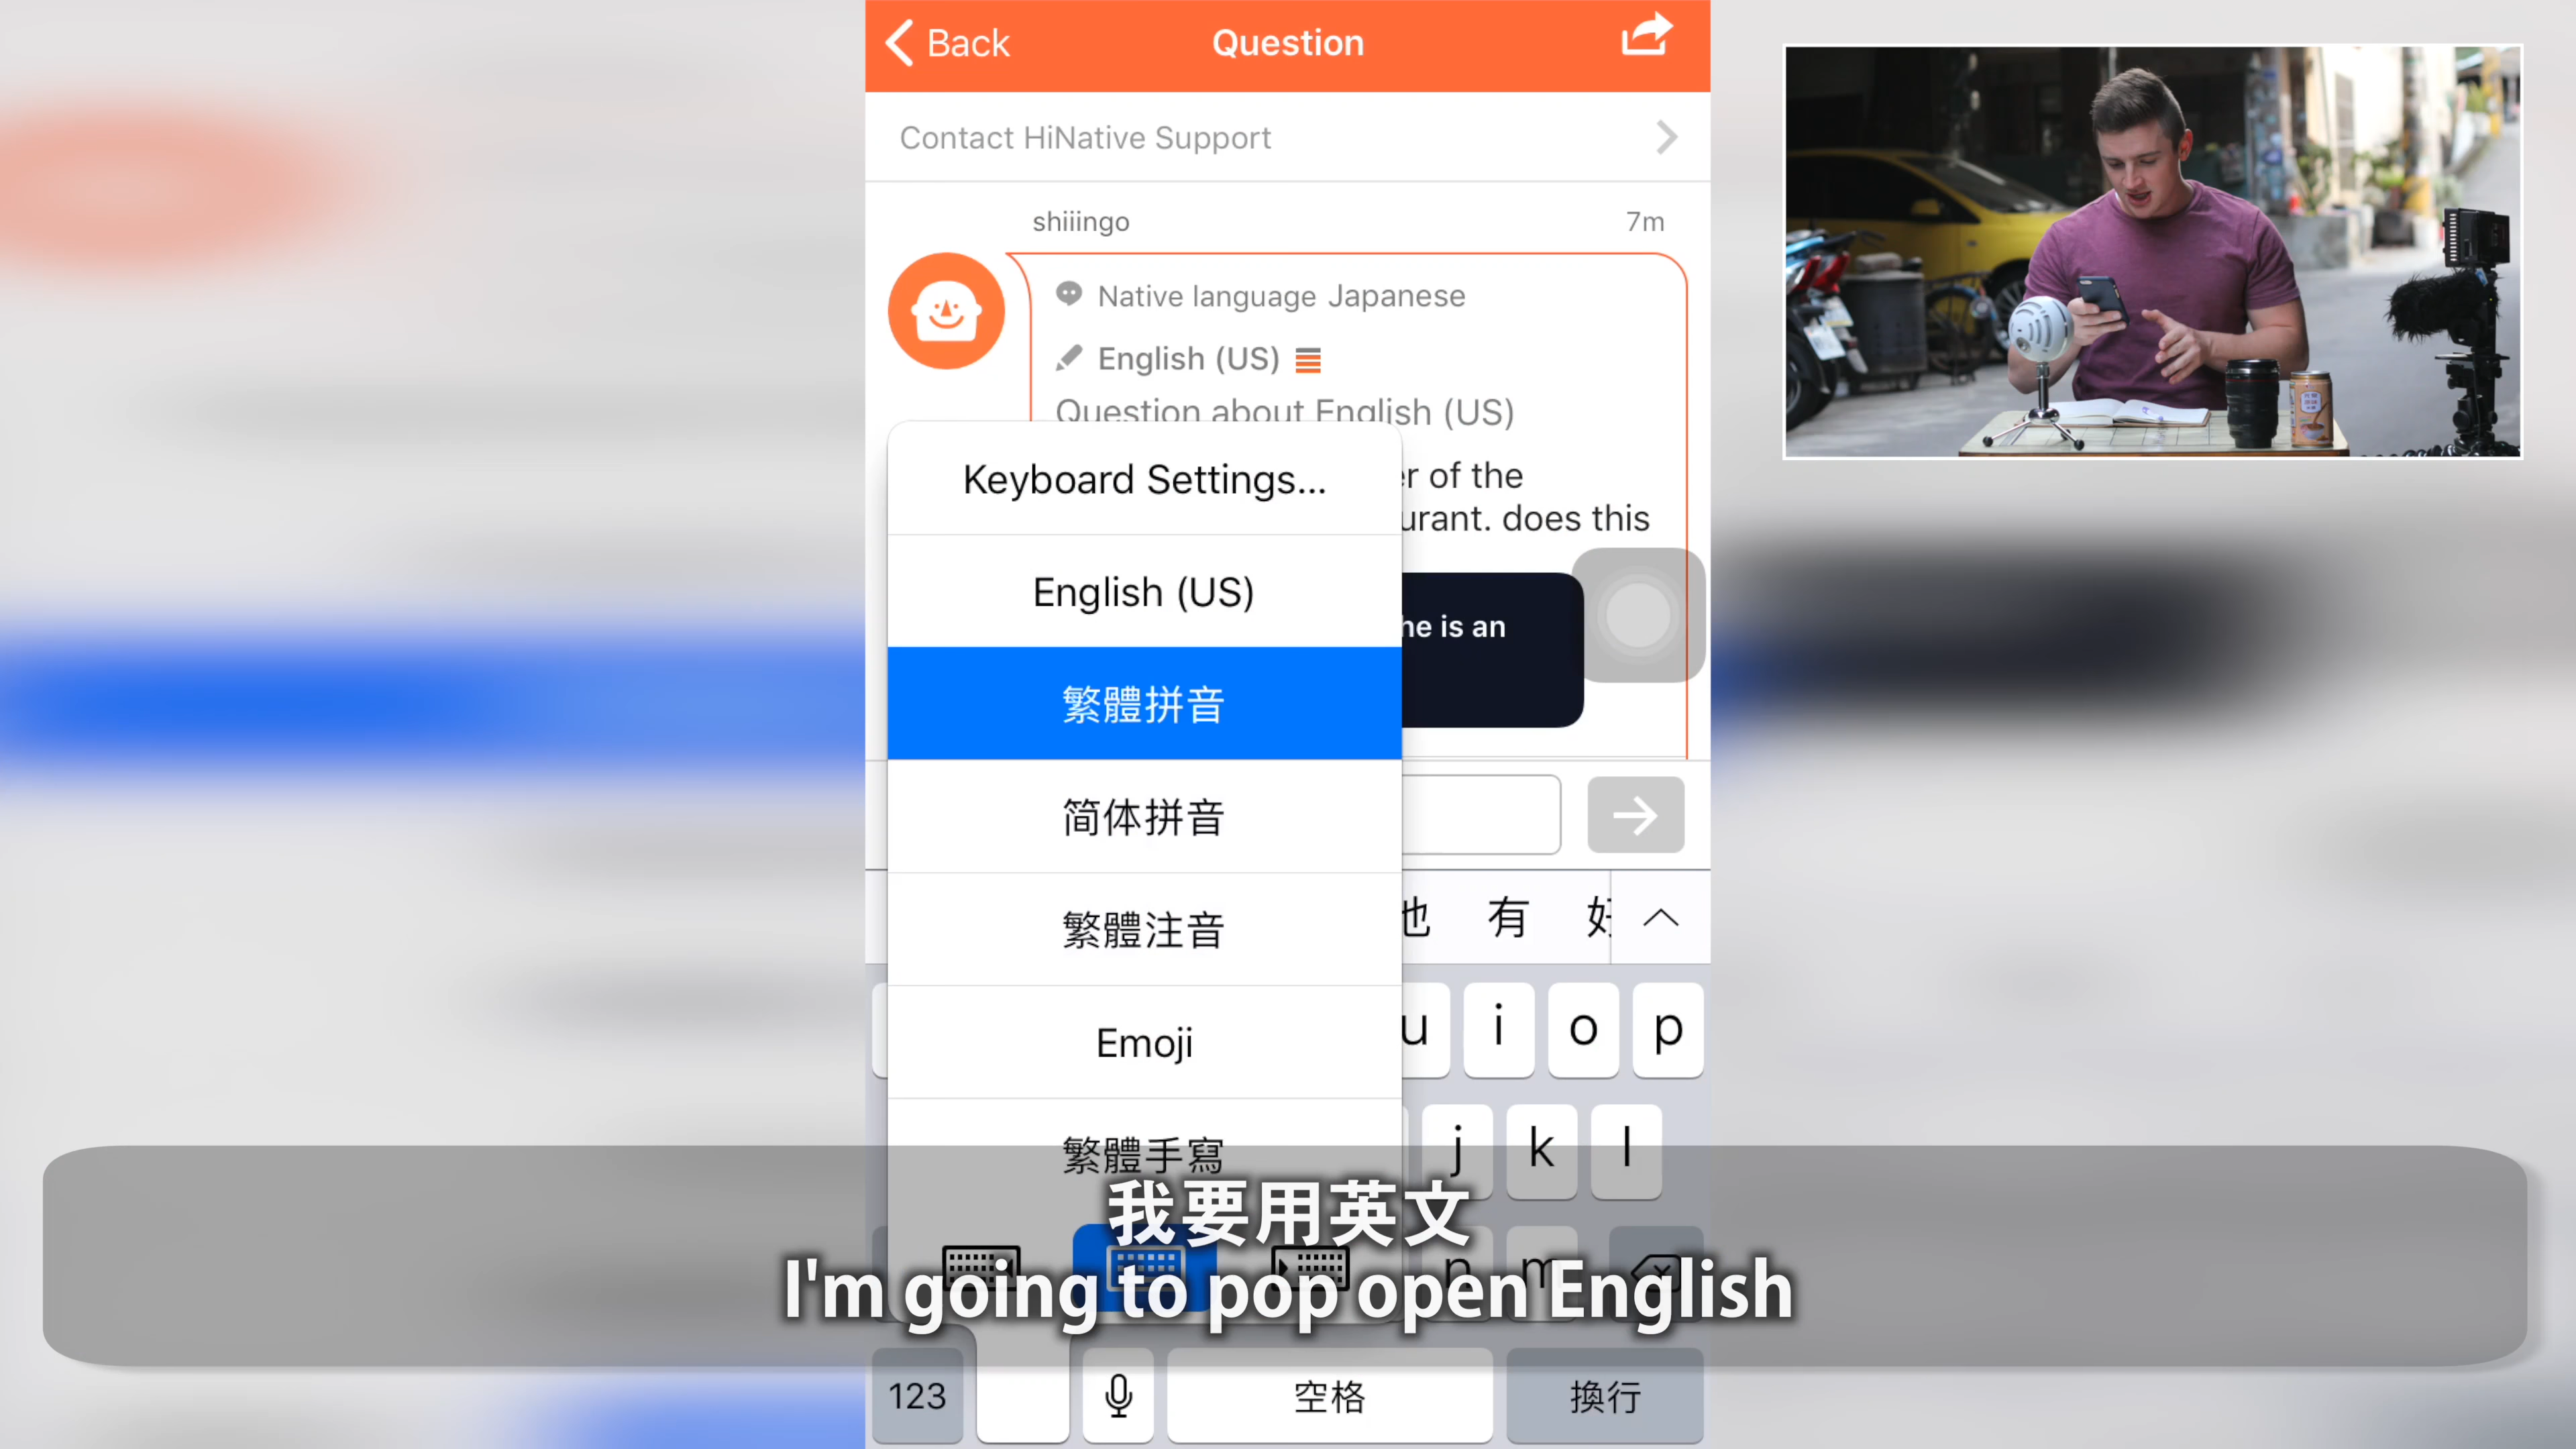 Back
Question
Contact HiNative Support
shiiingo
7m
Native language Japanese
English (US)
Question about English (US)
of the
does this
is an
Keyboard Settings...
English (US)
繁體拼音
简体拼音
繁體注音
Emoji
繁體手寫
有
u i o p
j k l
n m
我要用英文
I'm going to pop open English
123
空格
換行